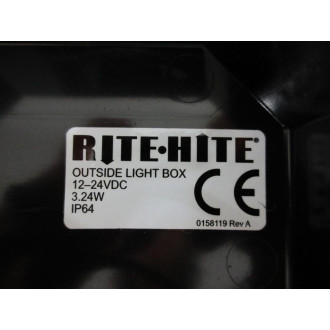 RITE•HITE
OUTSIDE LIGHT BOX
12–24VDC
3.24W
IP64
CE
0158119 Rev A